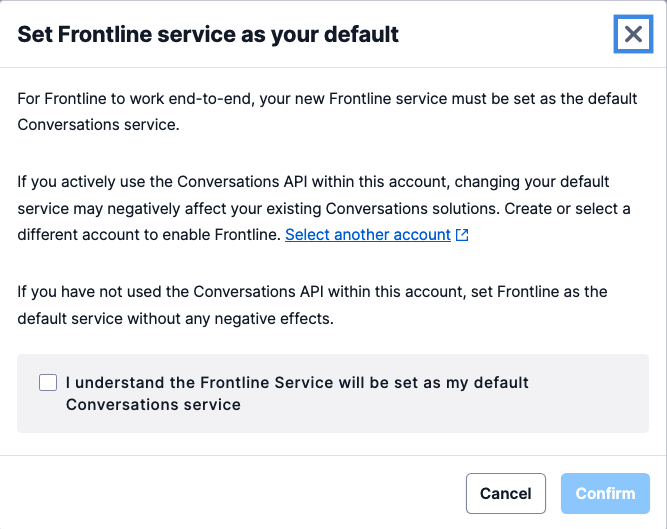 Set Frontline service as your default
For Frontline to work end-to-end, your new Frontline service must be set as the default
Conversations service.
If you actively use the Conversations API within this account, changing your default
service may negatively affect your existing Conversations solutions. Create or select a
different account to enable Frontline. Select another account
If you have not used the Conversations API within this account, set Frontline as the
default service without any negative effects.
I understand the Frontline Service will be set as my default
Conversations service
Cancel Confirm